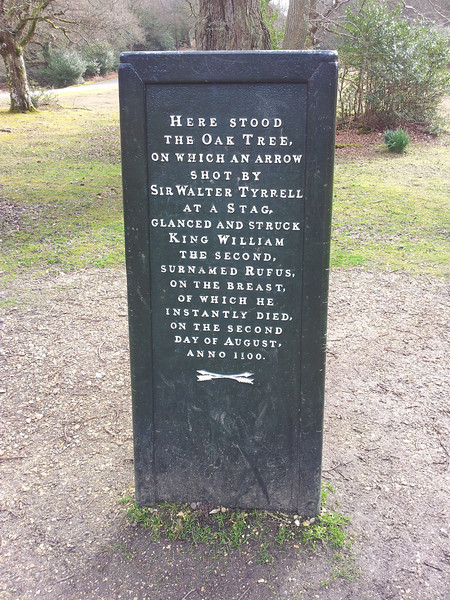 HERE STOOD
THE OAK TREE,
ON WHICH AN ARROW
SHOT BY
SIR WALTER TYRRELL
AT A STAG,
GLANCED AND STRUCK
KING WILLIAM
THE SECOND,
SURNAMED RUFUS,
ON THE BREAST,
OF WHICH HE
INSTANTLY DIED,
ON THE SECOND
DAY OF AUGUST,
ANNO 1100.